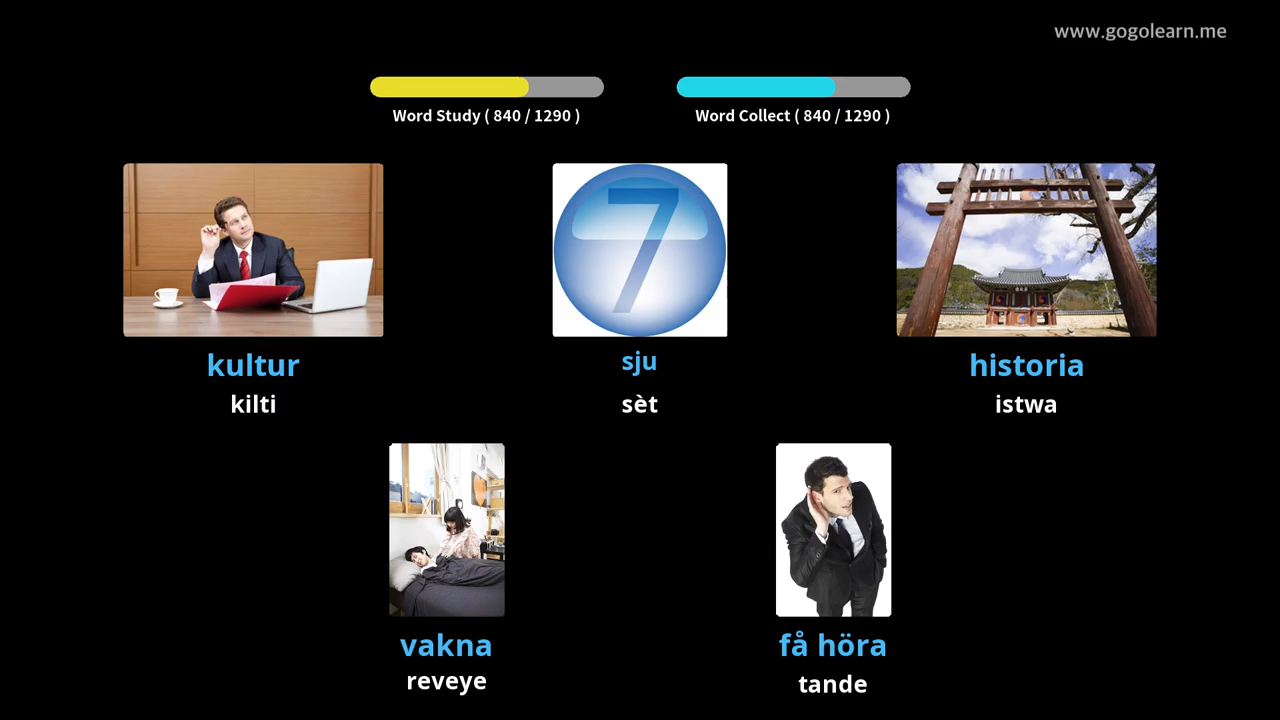 www.gogolearn.me
Word Study ( 840 / 1290 )
Word Collect ( 840 / 1290 )
7
kultur
kilti
sju
sèt
historia
istwa
vakna
reveye
få höra
tande